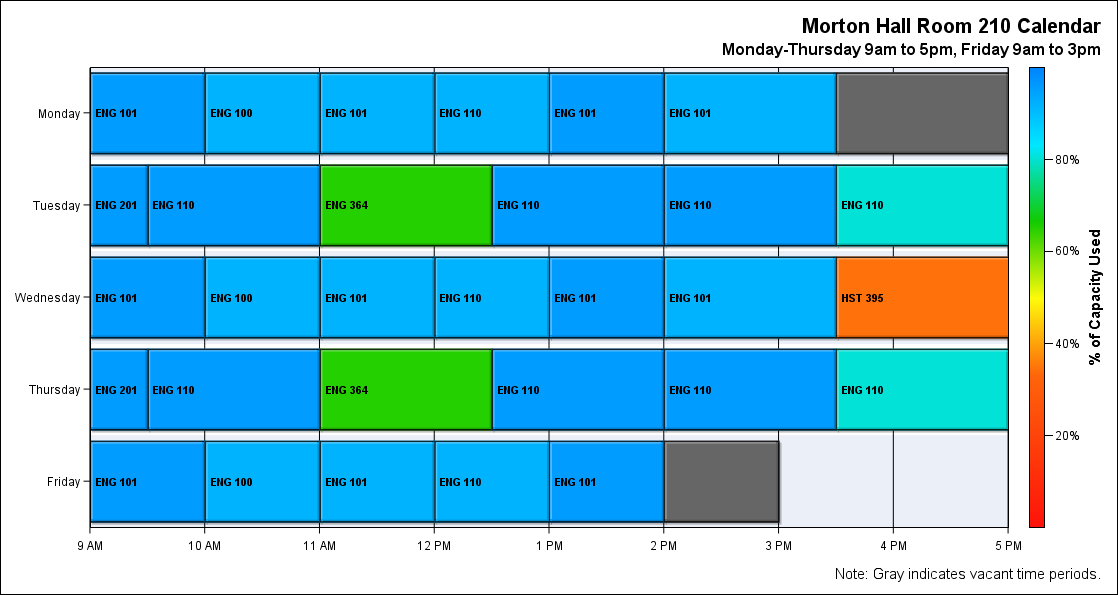 Morton Hall Room 210 Calendar
Monday-Thursday 9am to 5pm, Friday 9am to 3pm
Monday
ENG 101 ENG 100 ENG 101 ENG 110 ENG 101 ENG 101
Tuesday
ENG 201 ENG 110 ENG 364 ENG 110 ENG 110 ENG 110
Wednesday
ENG 101 ENG 100 ENG 101 ENG 110 ENG 101 ENG 101 HST 395
Thursday
ENG 201 ENG 110 ENG 364 ENG 110 ENG 110 ENG 110
Friday
ENG 101 ENG 100 ENG 101 ENG 110 ENG 101
9 AM 10 AM 11 AM 12 PM 1 PM 2 PM 3 PM 4 PM 5 PM
80%
60%
40%
20%
% of Capacity Used
Note: Gray indicates vacant time periods.